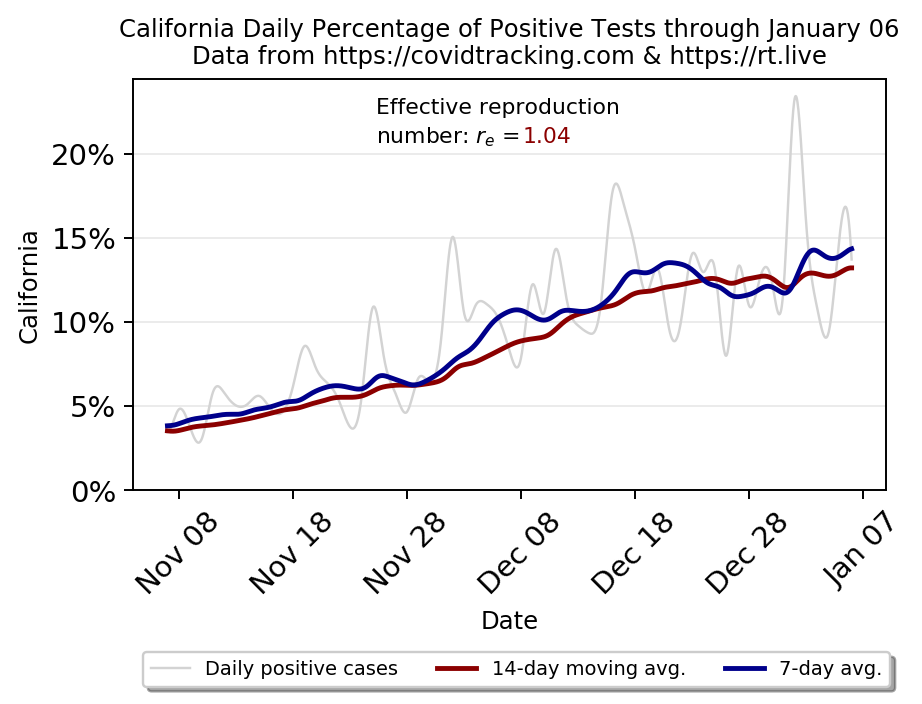 California Daily Percentage of Positive Tests through January 06
Data from https://covidtracking.com & https://rt.live
Effective reproduction
number: rₑ =1.04
20%
15%
10%
5%
0%
California
Nov 08
Nov 18
Nov 28
Dec 08
Dec 18
Dec 28
Jan 07
Date
Daily positive cases
14-day moving avg.
7-day avg.